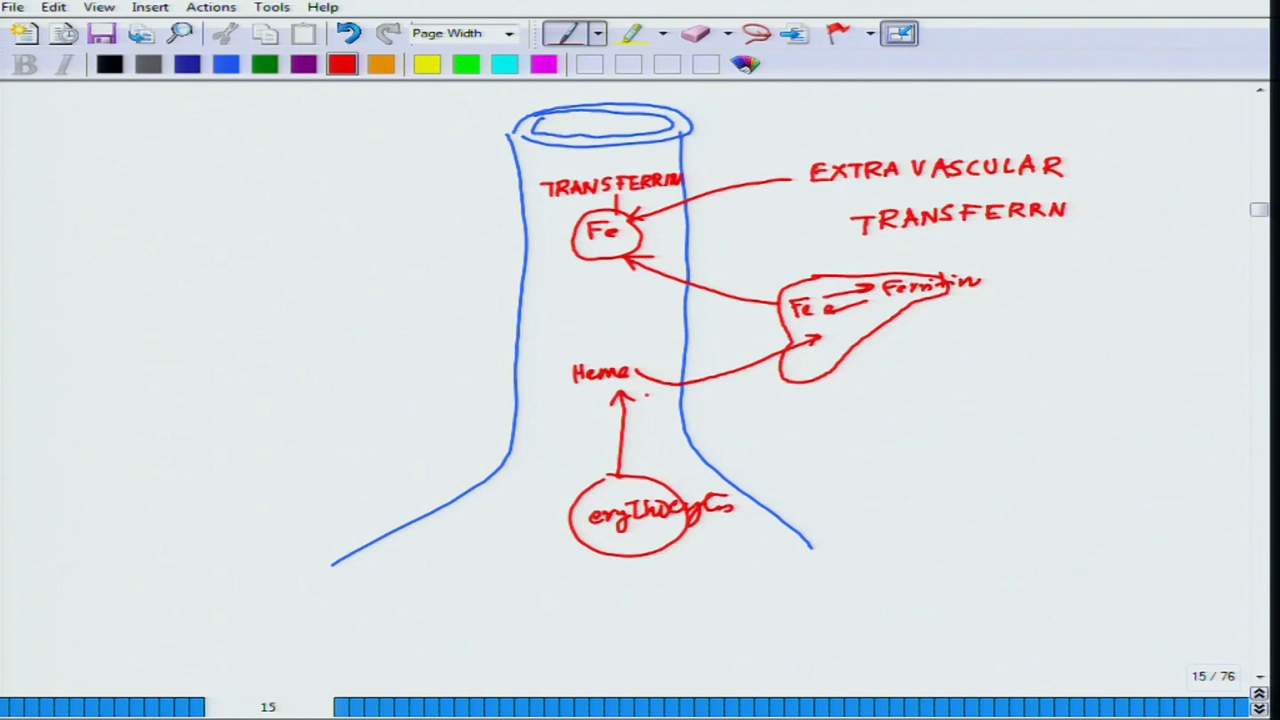 File Edit View Insert Actions Tools Help
Page Width
B I
EXTRA VASCULAR
TRANSFERRIN
TRANSFERRN
Fe
Fe Ferritin
Heme
erythocytes
15 / 76
15